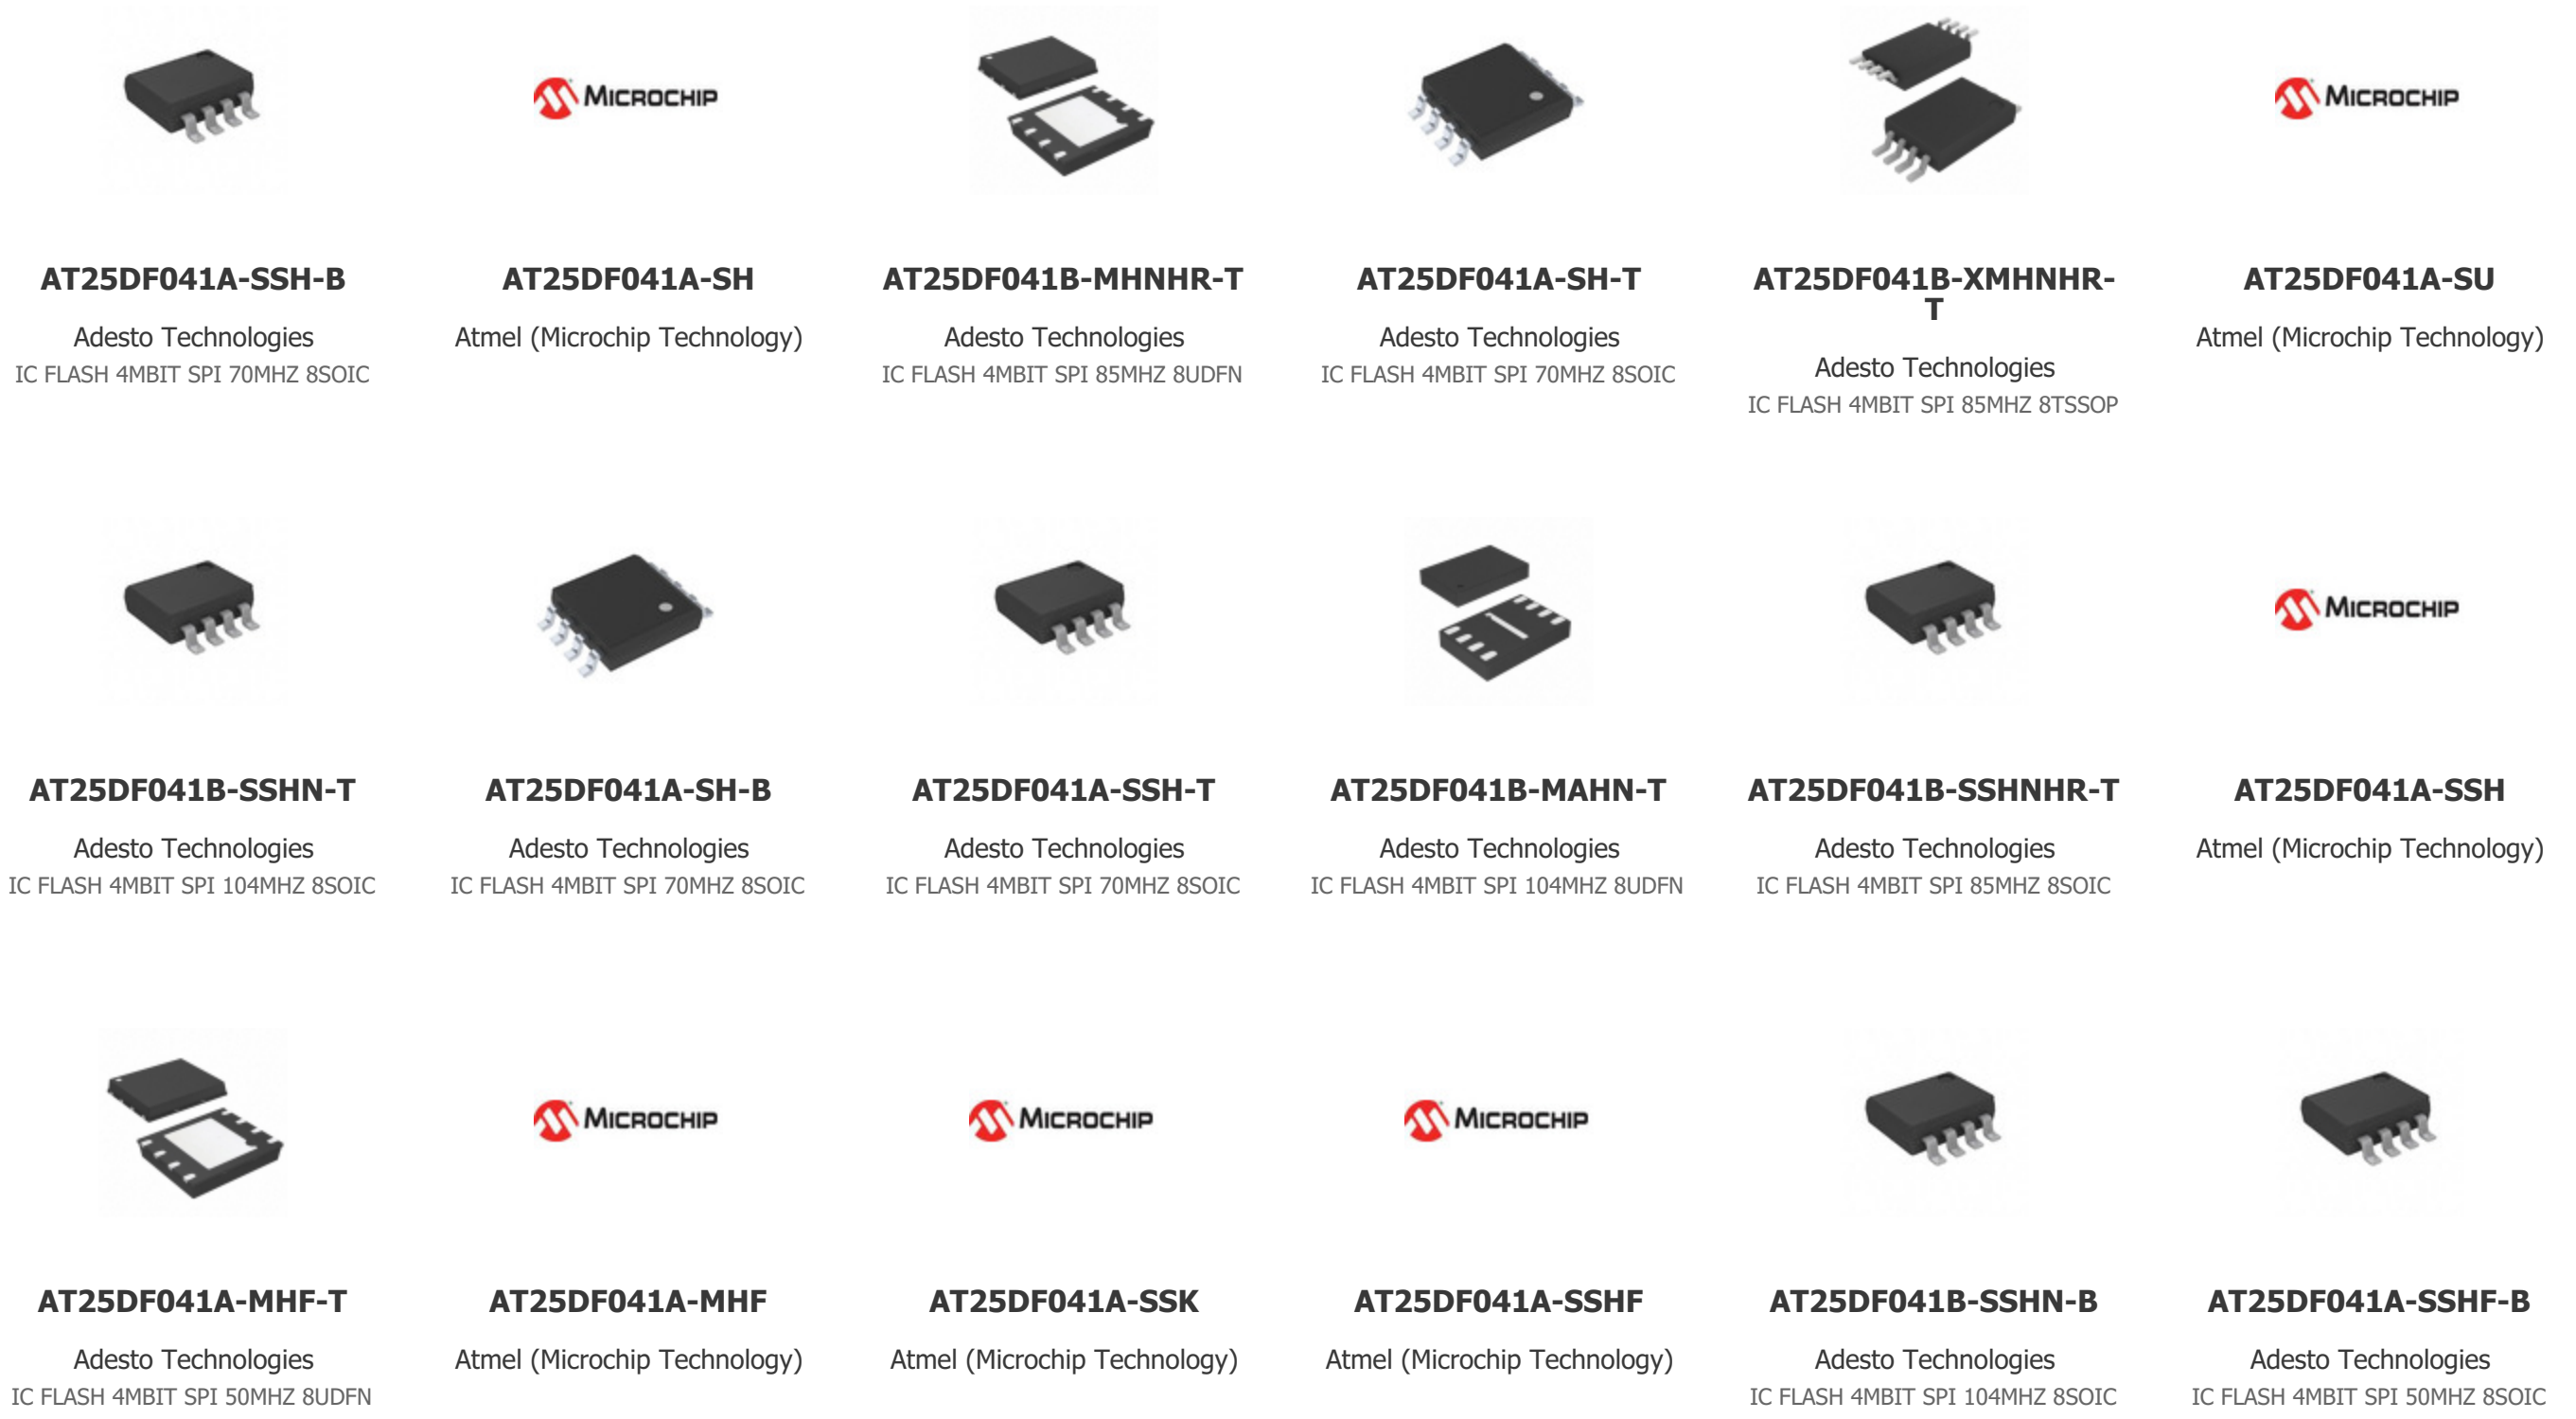 MICROCHIP
MICROCHIP
AT25DF041A-SSH-B
Adesto Technologies
IC FLASH 4MBIT SPI 70MHZ 8SOIC
AT25DF041A-SH
Atmel (Microchip Technology)
AT25DF041B-MHNHR-T
Adesto Technologies
IC FLASH 4MBIT SPI 85MHZ 8UDFN
AT25DF041A-SH-T
Adesto Technologies
IC FLASH 4MBIT SPI 70MHZ 8SOIC
AT25DF041B-XMHNHR-
T
Adesto Technologies
IC FLASH 4MBIT SPI 85MHZ 8TSSOP
AT25DF041A-SU
Atmel (Microchip Technology)
MICROCHIP
AT25DF041B-SSHN-T
Adesto Technologies
IC FLASH 4MBIT SPI 104MHZ 8SOIC
AT25DF041A-SH-B
Adesto Technologies
IC FLASH 4MBIT SPI 70MHZ 8SOIC
AT25DF041A-SSH-T
Adesto Technologies
IC FLASH 4MBIT SPI 70MHZ 8SOIC
AT25DF041B-MAHN-T
Adesto Technologies
IC FLASH 4MBIT SPI 104MHZ 8UDFN
AT25DF041B-SSHNHR-T
Adesto Technologies
IC FLASH 4MBIT SPI 85MHZ 8SOIC
AT25DF041A-SSH
Atmel (Microchip Technology)
MICROCHIP
MICROCHIP
MICROCHIP
AT25DF041A-MHF-T
Adesto Technologies
IC FLASH 4MBIT SPI 50MHZ 8UDFN
AT25DF041A-MHF
Atmel (Microchip Technology)
AT25DF041A-SSK
Atmel (Microchip Technology)
AT25DF041A-SSHF
Atmel (Microchip Technology)
AT25DF041B-SSHN-B
Adesto Technologies
IC FLASH 4MBIT SPI 104MHZ 8SOIC
AT25DF041A-SSHF-B
Adesto Technologies
IC FLASH 4MBIT SPI 50MHZ 8SOIC